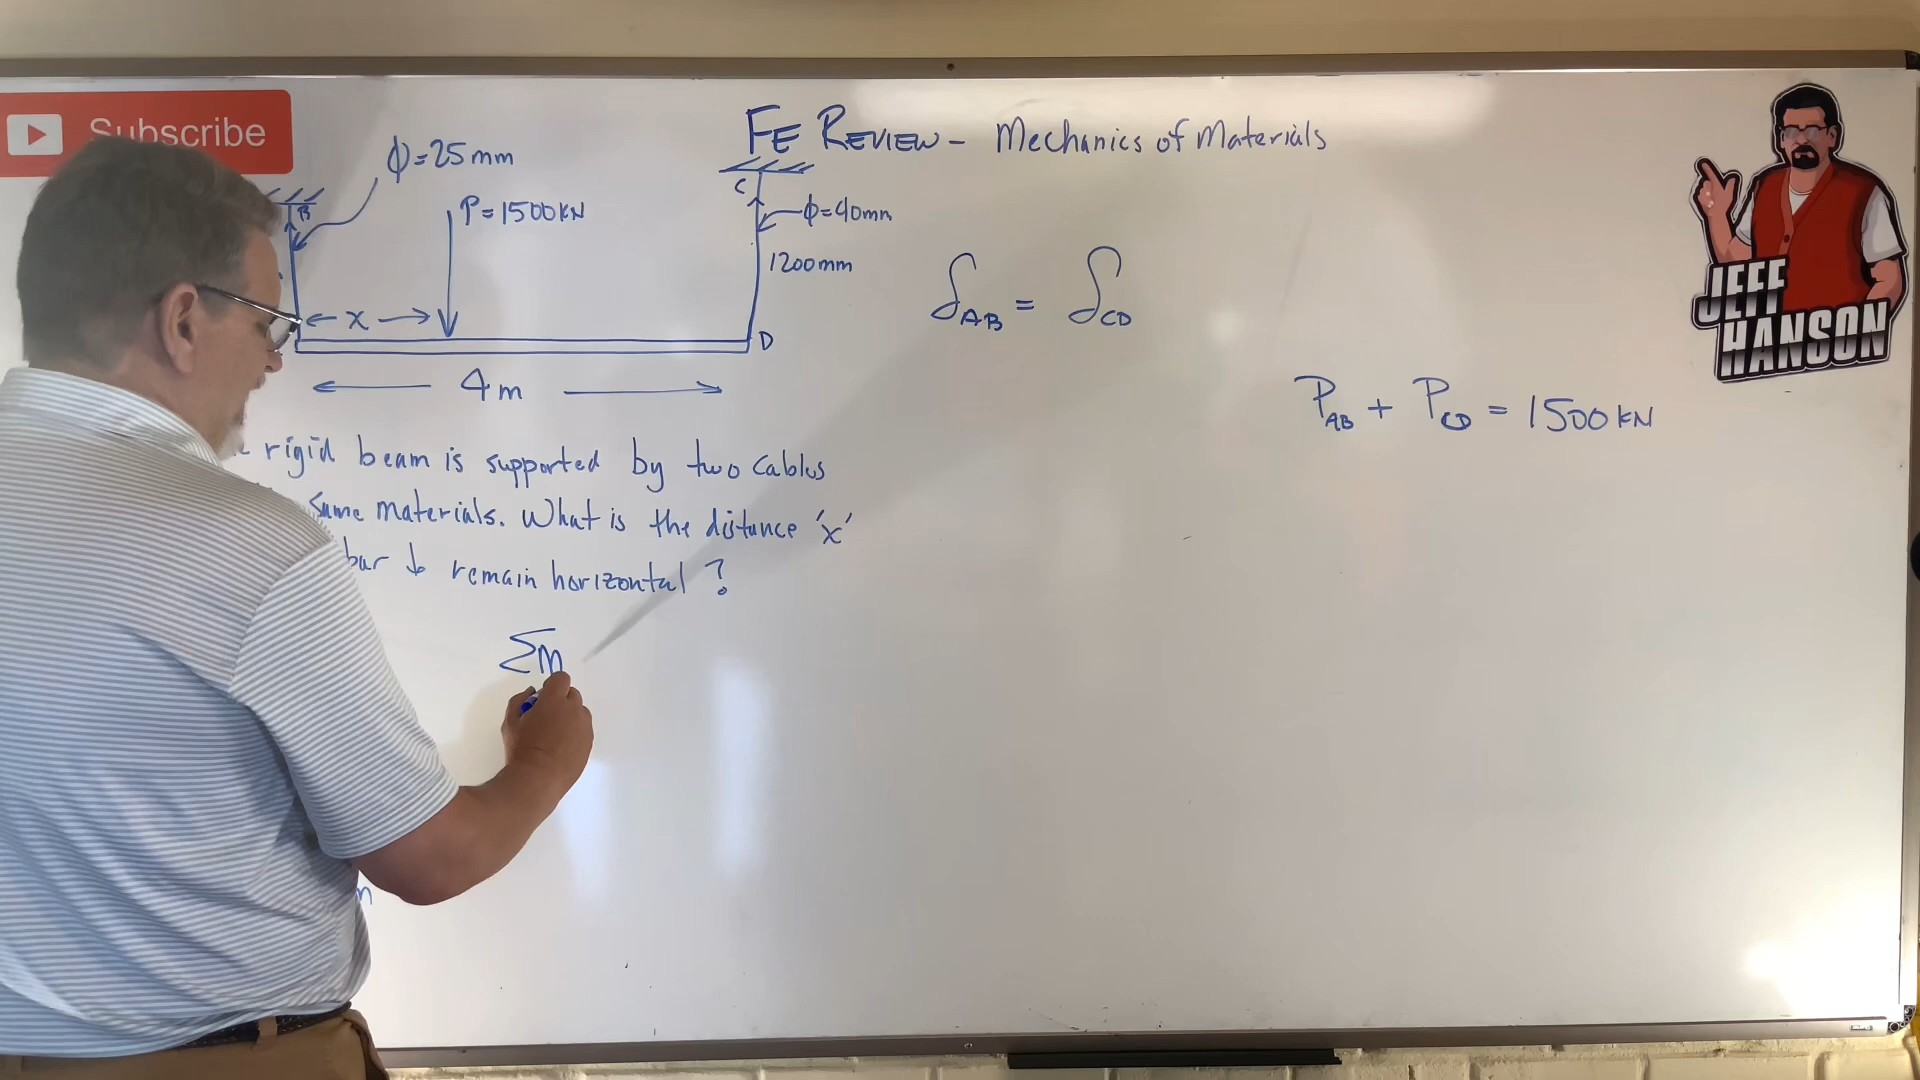 Subscribe
FE REVIEW - Mechanics of Materials
ϕ=25mm
B
P=1500KN
C
ϕ=40mm
1200mm
x
D
4m
δAB = δCD
PAB + PCD = 1500KN
rigid beam is supported by two cables
same materials. What is the distance 'x'
bar to remain horizontal ?
ΣM
JEFF
HANSON